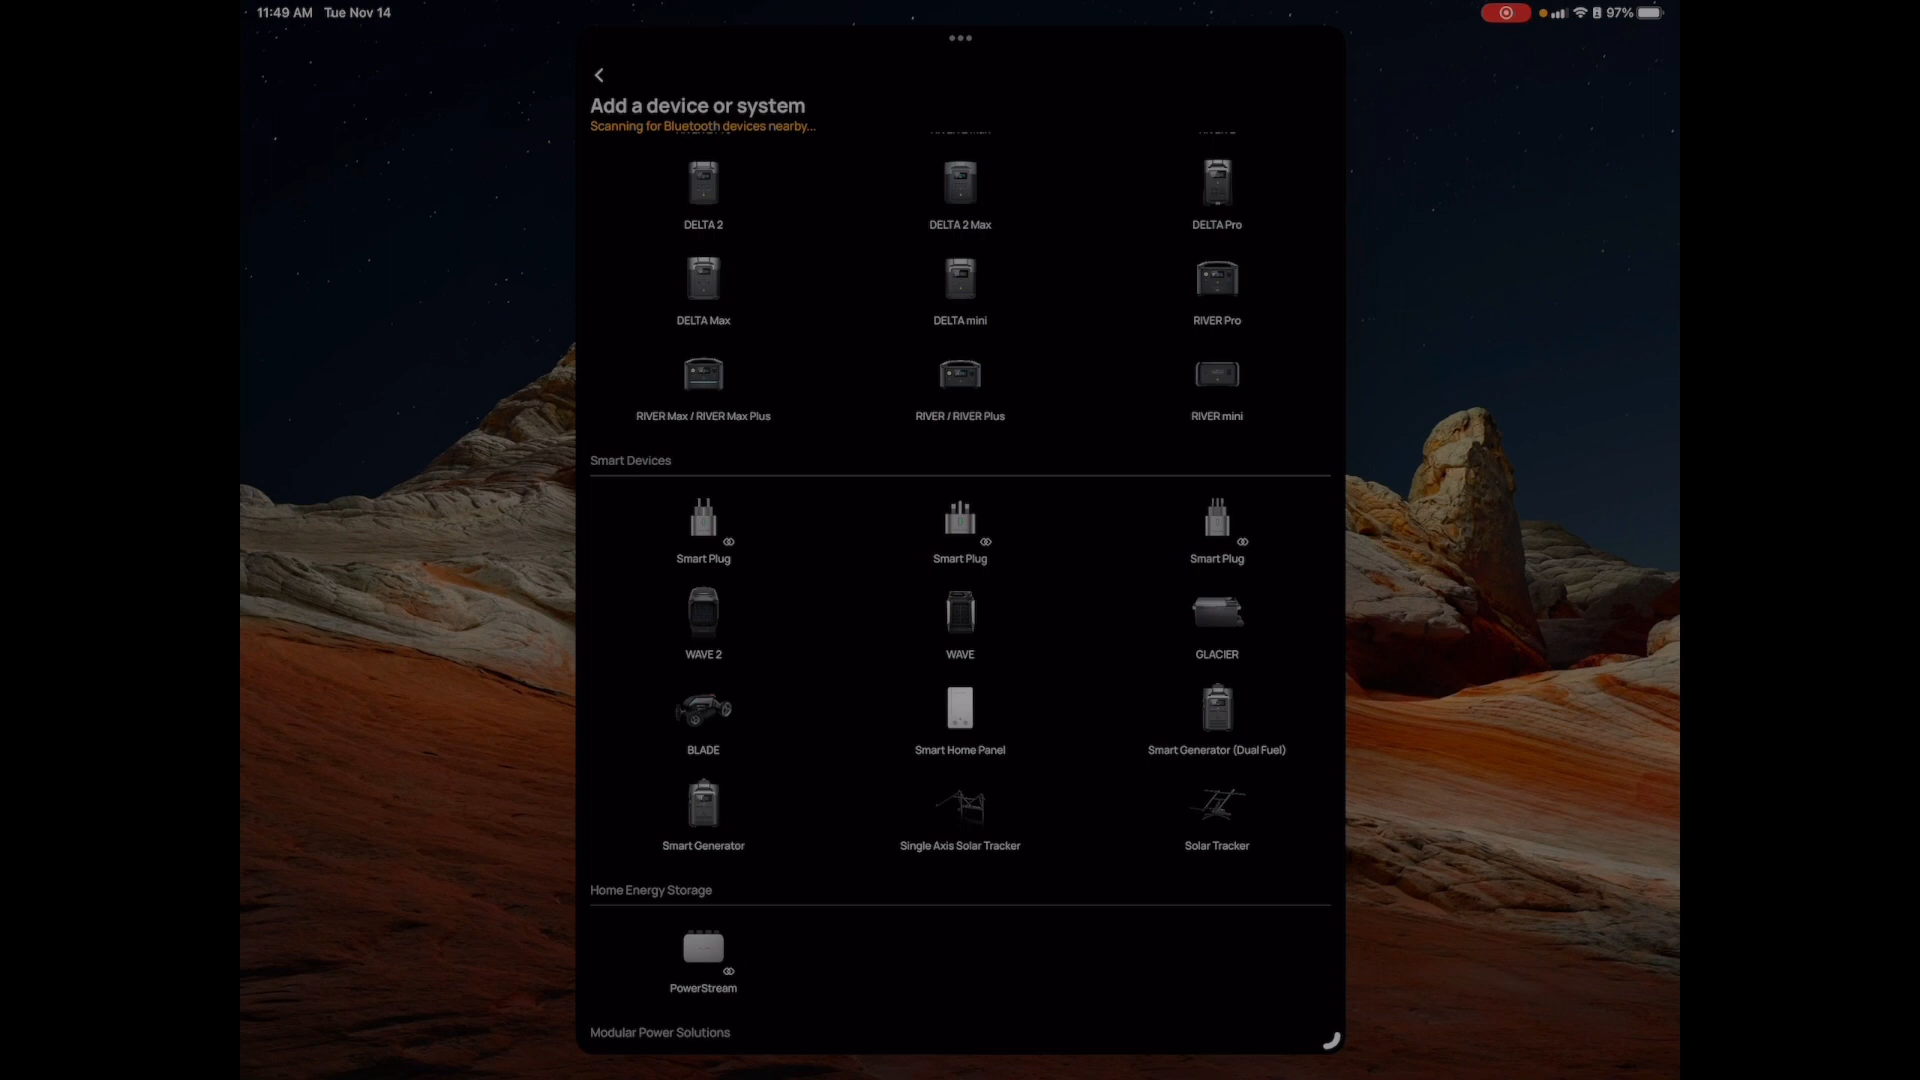 11:49 AM Tue Nov 14
97%
Add a device or system
Scanning for Bluetooth devices nearby...
DELTA 2
DELTA 2 Max
DELTA Pro
DELTA Max
DELTA mini
RIVER Pro
RIVER Max / RIVER Max Plus
RIVER / RIVER Plus
RIVER mini
Smart Devices
Smart Plug
Smart Plug
Smart Plug
WAVE 2
WAVE
GLACIER
BLADE
Smart Home Panel
Smart Generator (Dual Fuel)
Smart Generator
Single Axis Solar Tracker
Solar Tracker
Home Energy Storage
PowerStream
Modular Power Solutions